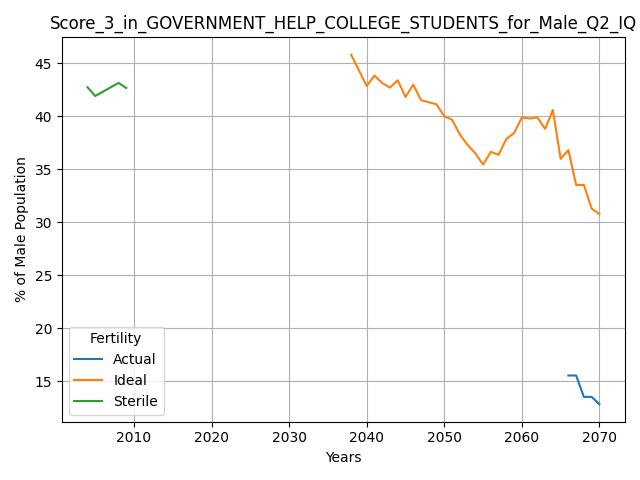 Score_3_in_GOVERNMENT_HELP_COLLEGE_STUDENTS_for_Male_Q2_IQ
% of Male Population
45
40
35
30
25
20
15
Fertility
Actual
Ideal
Sterile
2010 2020 2030 2040 2050 2060 2070
Years